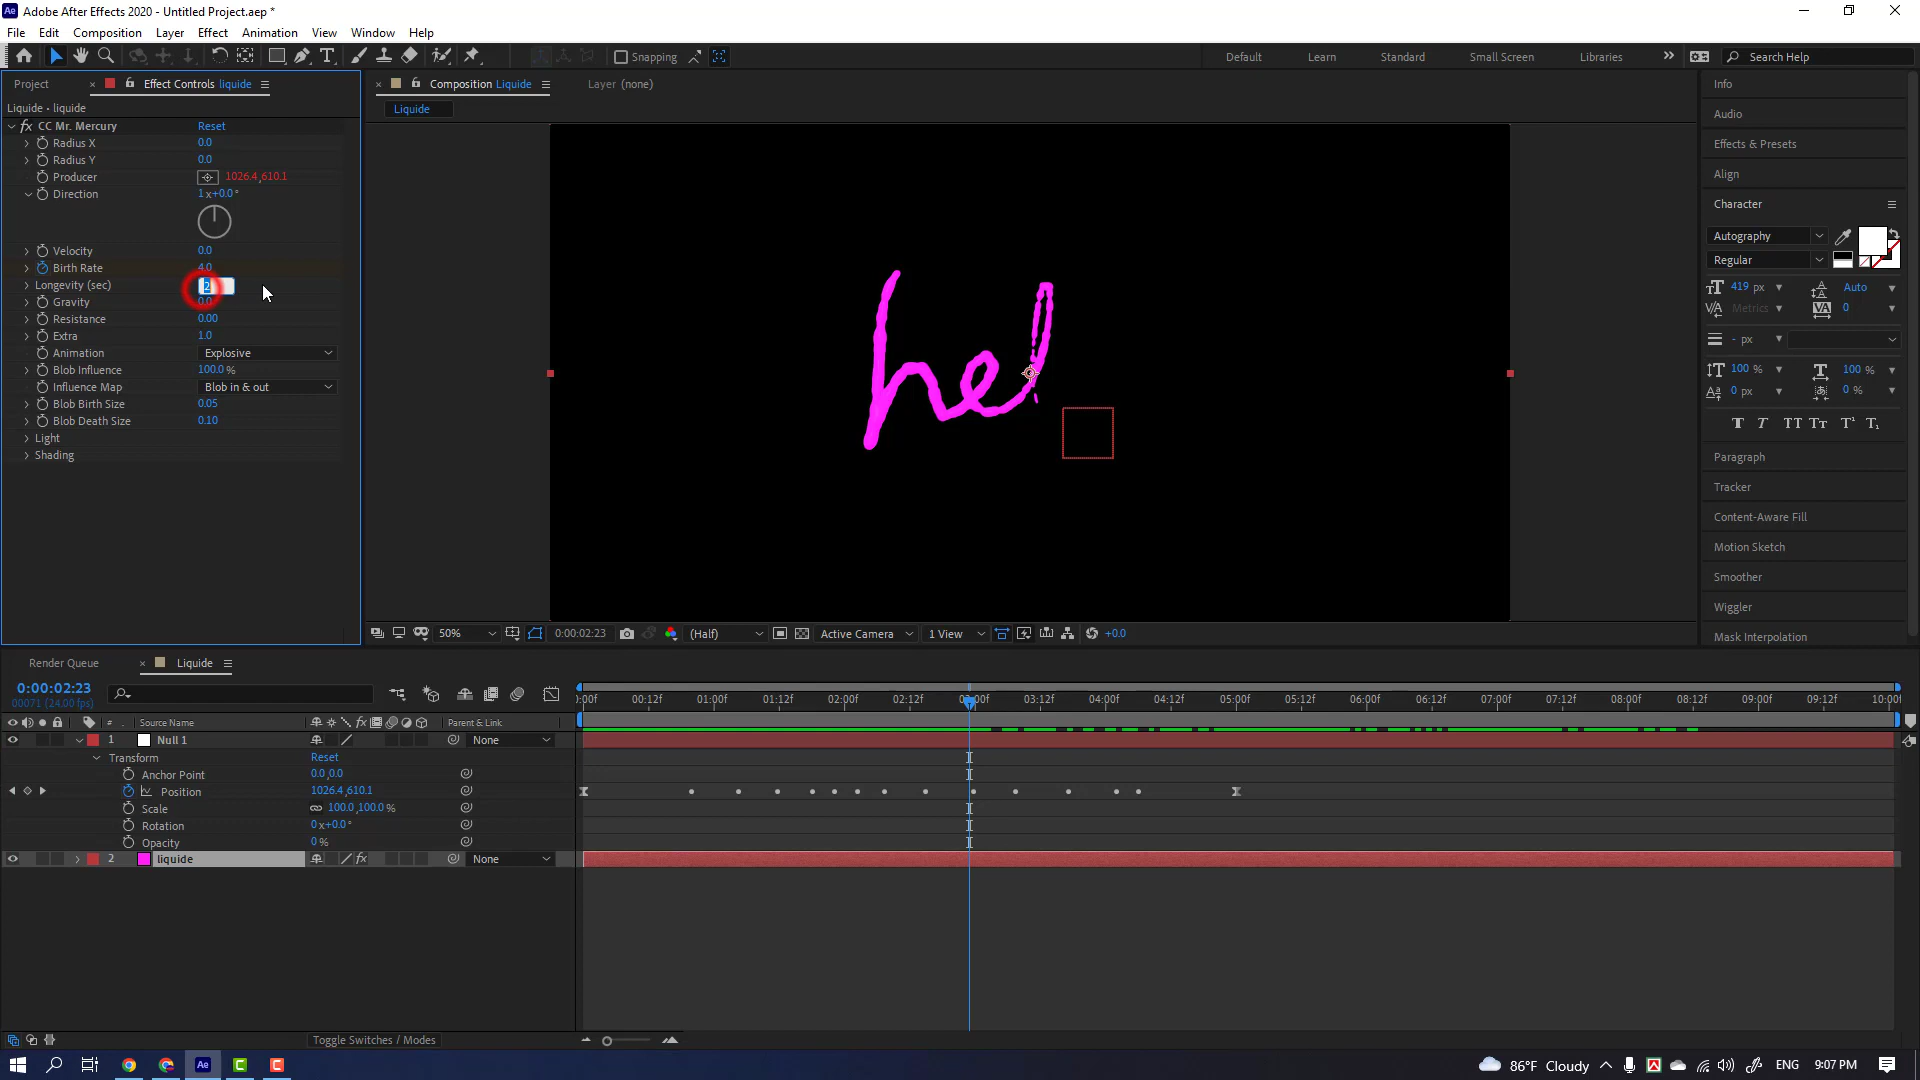 Adobe After Effects 2020 - Untitled Project.aep *
File Edit Composition Layer Effect Animation View Window Help
Snapping Default Learn Standard Small Screen Libraries Search Help
Project Effect Controls liquide
Liquide • liquide
CC Mr. Mercury Reset
Radius X 0.0
Radius Y 0.0
Producer 1026.4,610.1
Direction 1x+0.0°
Velocity 0.0
Birth Rate 4.0
Longevity (sec) 2
Gravity 0.0
Resistance 0.00
Extra 1.0
Animation Explosive
Blob Influence 100.0 %
Influence Map Blob in & out
Blob Birth Size 0.05
Blob Death Size 0.10
Light
Shading
Composition Liquide Layer (none)
Liquide
hel
50% 0:00:02:23 (Half) Active Camera 1 View +0.0
Info
Audio
Effects & Presets
Align
Character
Autography
Regular
419 px Auto
Metrics 0
- px
100 % 100 %
0 px 0 %
T T TT Tт T¹ T₁
Paragraph
Tracker
Content-Aware Fill
Motion Sketch
Smoother
Wiggler
Mask Interpolation
Render Queue Liquide
0:00:02:23
00071 (24.00 fps)
:00f 00:12f 01:00f 01:12f 02:00f 02:12f 03:00f 03:12f 04:00f 04:12f 05:00f 05:12f 06:00f 06:12f 07:00f 07:12f 08:00f 08:12f 09:00f 09:12f 10:00f
# Source Name Parent & Link
1 Null 1 None
Transform Reset
Anchor Point 0.0,0.0
Position 1026.4,610.1
Scale 100.0,100.0 %
Rotation 0x+0.0°
Opacity 0 %
2 liquide None
Toggle Switches / Modes
86°F Cloudy ENG 9:07 PM